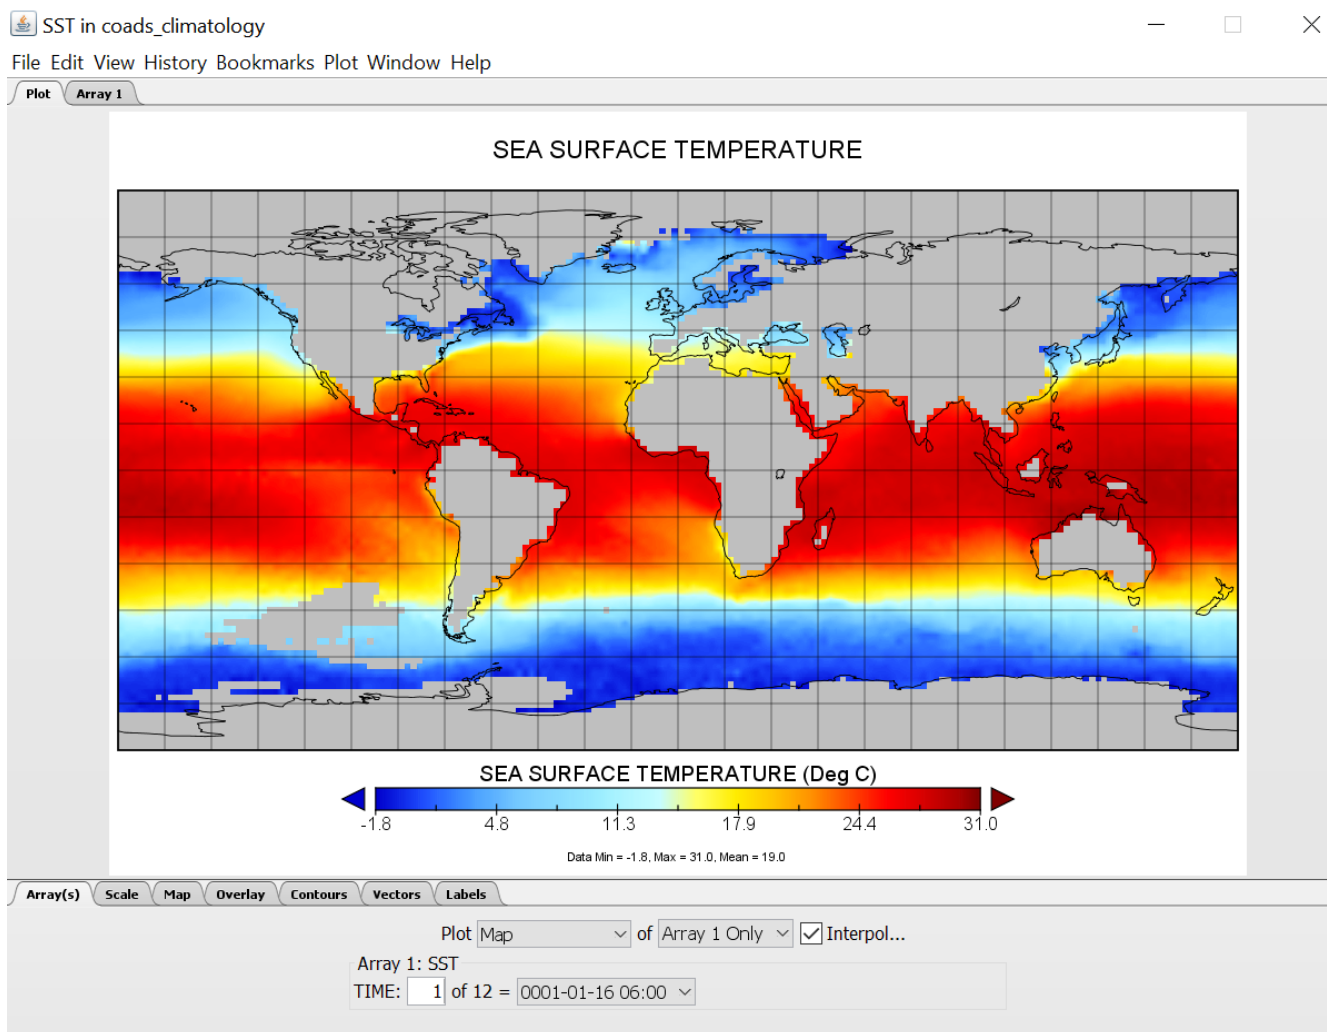 SST in coads_climatology
File Edit View History Bookmarks Plot Window Help
Plot Array 1
SEA SURFACE TEMPERATURE
SEA SURFACE TEMPERATURE (Deg C)
-1.8 4.8 11.3 17.9 24.4 31.0
Data Min = -1.8, Max = 31.0, Mean = 19.0
Array(s) Scale Map Overlay Contours Vectors Labels
Plot Map of Array 1 Only Interpol...
Array 1: SST
TIME: 1 of 12 = 0001-01-16 06:00